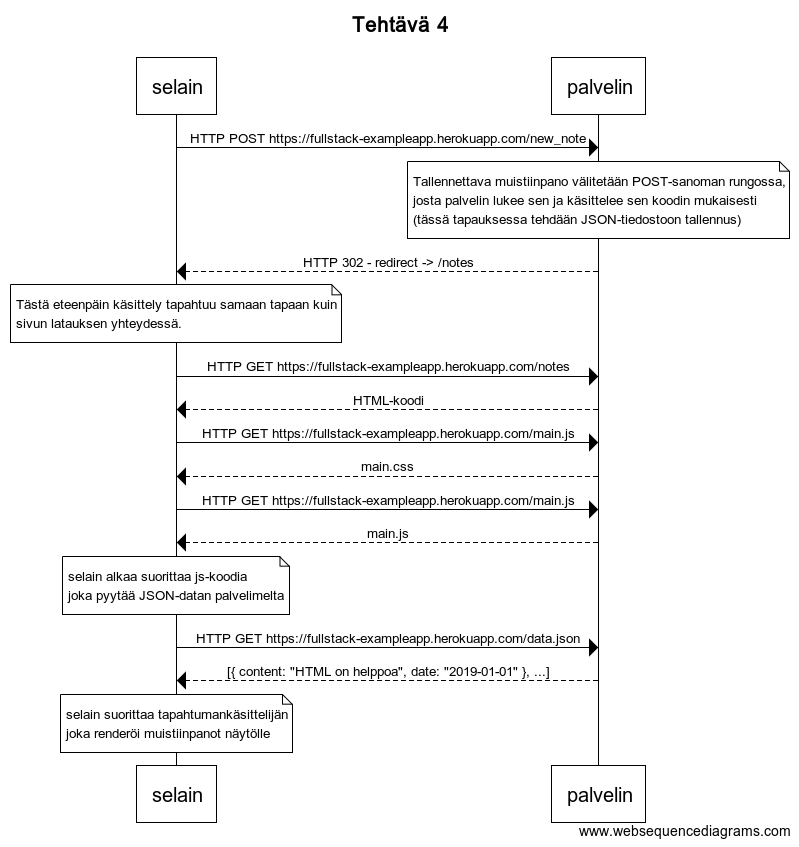 Tehtävä 4
selain
palvelin
HTTP POST https://fullstack-exampleapp.herokuapp.com/new_note
Tallennettava muistiinpano välitetään POST-sanoman rungossa,
josta palvelin lukee sen ja käsittelee sen koodin mukaisesti
(tässä tapauksessa tehdään JSON-tiedostoon tallennus)
HTTP 302 - redirect -> /notes
Tästä eteenpäin käsittely tapahtuu samaan tapaan kuin
sivun latauksen yhteydessä.
HTTP GET https://fullstack-exampleapp.herokuapp.com/notes
HTML-koodi
HTTP GET https://fullstack-exampleapp.herokuapp.com/main.js
main.css
HTTP GET https://fullstack-exampleapp.herokuapp.com/main.js
main.js
selain alkaa suorittaa js-koodia
joka pyytää JSON-datan palvelimelta
HTTP GET https://fullstack-exampleapp.herokuapp.com/data.json
[{ content: "HTML on helppoa", date: "2019-01-01" }, ...]
selain suorittaa tapahtumankäsittelijän
joka renderöi muistiinpanot näytölle
selain
palvelin
www.websequencediagrams.com